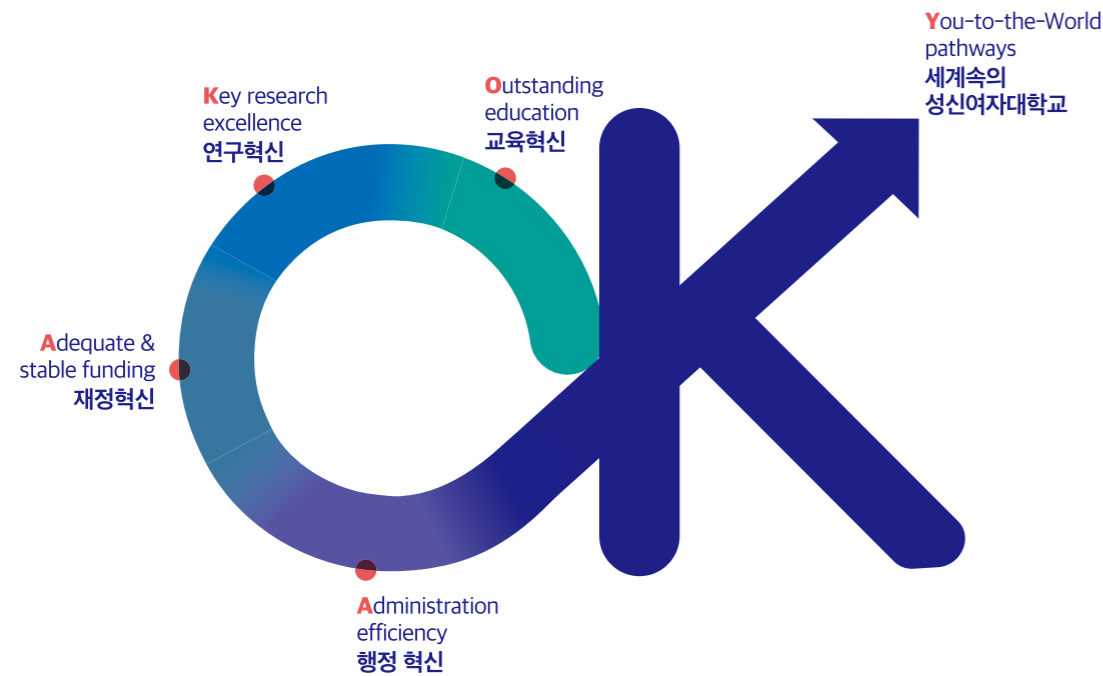 Outstanding
education
교육혁신
Key research
excellence
연구혁신
Adequate &
stable funding
재정혁신
Administration
efficiency
행정 혁신
You-to-the-World
pathways
세계속의
성신여자대학교
OK